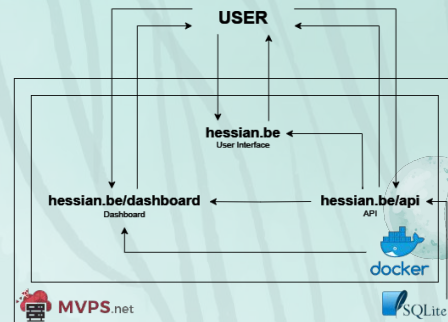 USER
hessian.be
User Interface
hessian.be/dashboard
Dashboard
hessian.be/api
API
docker
MVPS.net
SQLite